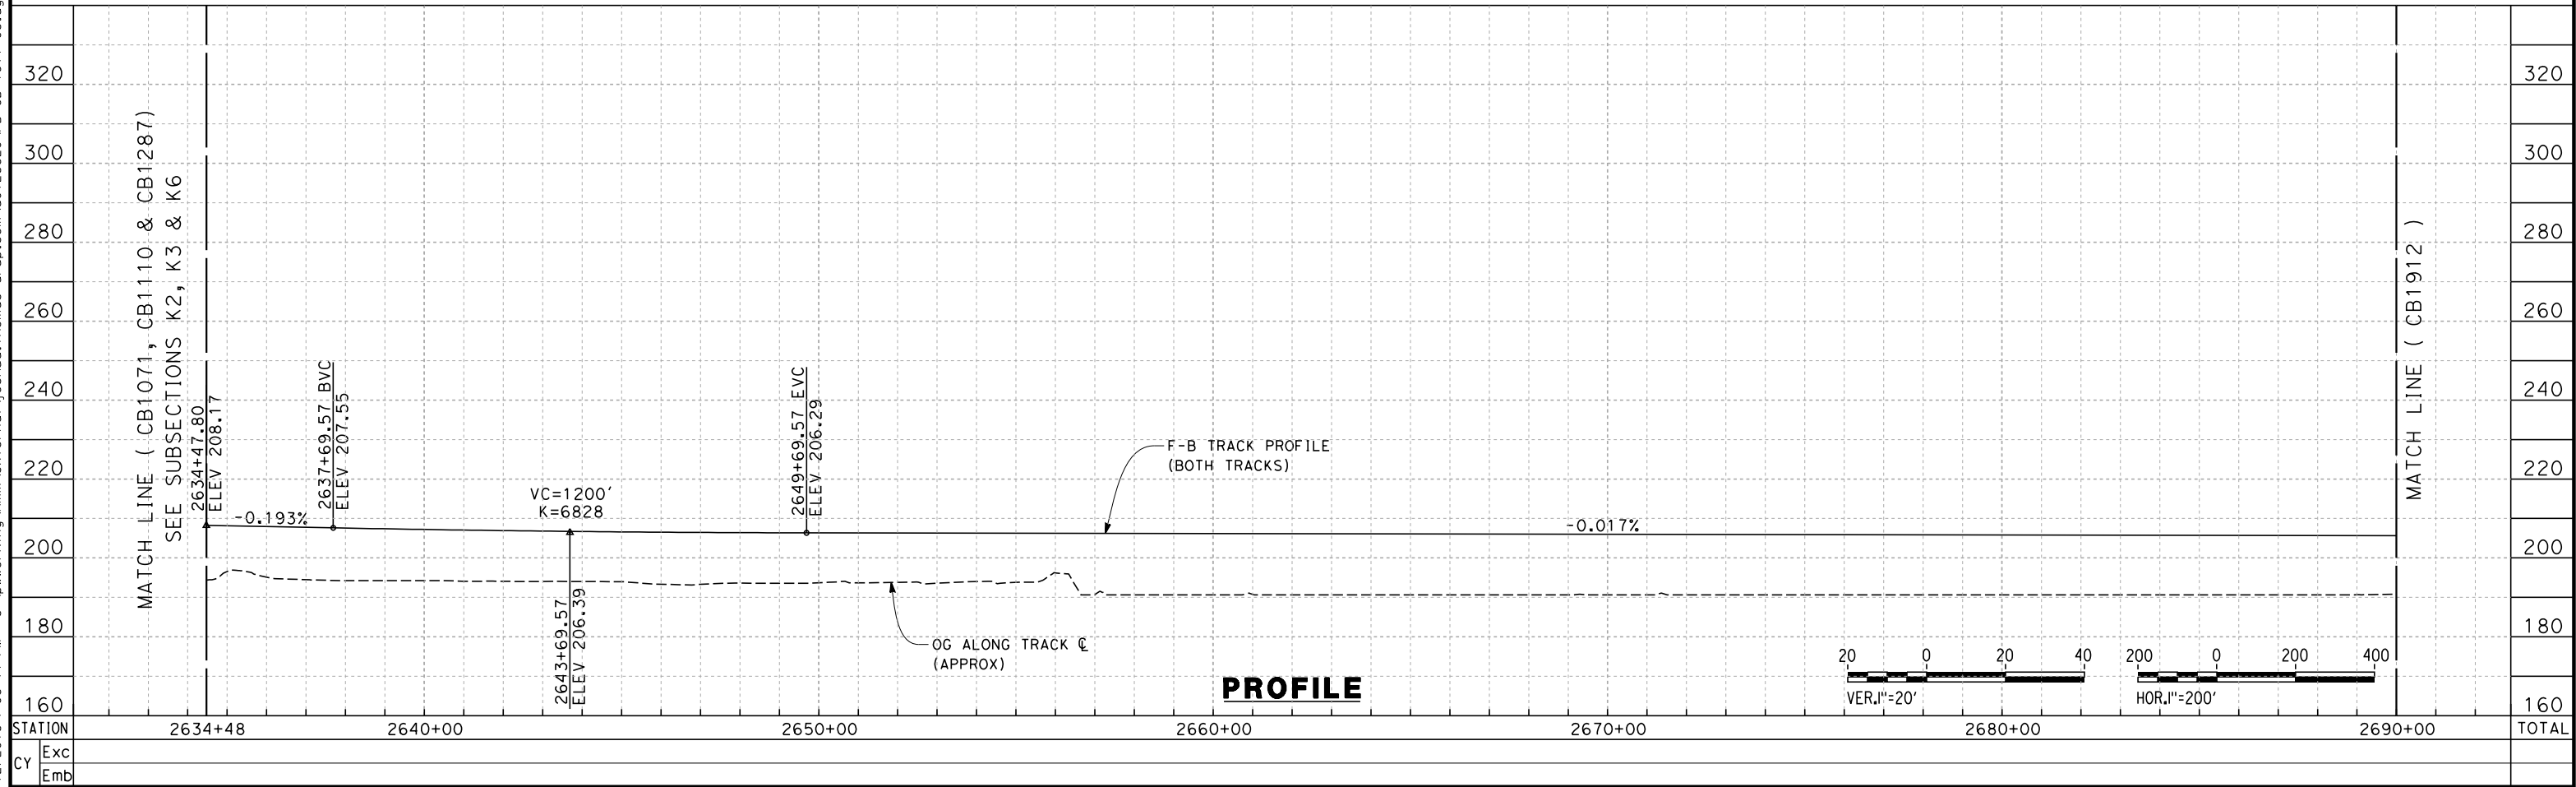 320
300
280
260
240
220
200
180
160
MATCH LINE ( CB1071, CB1110 & CB1287)
SEE SUBSECTIONS K2, K3 & K6
2634+47.80
ELEV 208.17
-0.193%
2637+69.57 BVC
ELEV 207.55
VC=1200'
K=6828
2643+69.57
ELEV 206.39
2649+69.57 EVC
ELEV 206.29
F-B TRACK PROFILE
(BOTH TRACKS)
-0.017%
OG ALONG TRACK ℄
(APPROX)
MATCH LINE ( CB1912 )
320
300
280
260
240
220
200
180
160
PROFILE
20 0 20 40
VER.1"=20'
200 0 200 400
HOR.1"=200'
STATION 2634+48 2640+00 2650+00 2660+00 2670+00 2680+00 2690+00 TOTAL
CY
Exc
Emb